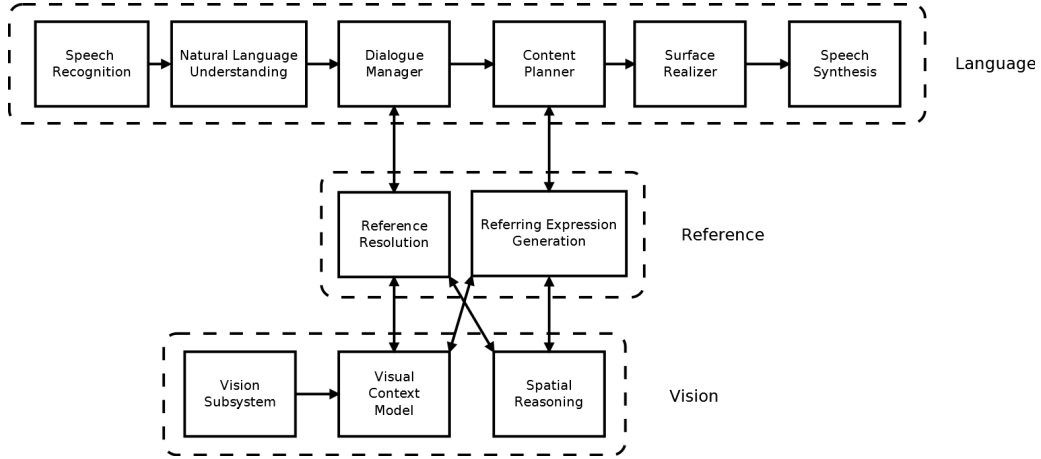 Speech
Recognition
Natural Language
Understanding
Dialogue
Manager
Content
Planner
Surface
Realizer
Speech
Synthesis
Language
Reference
Resolution
Referring Expression
Generation
Reference
Vision
Subsystem
Visual
Context
Model
Spatial
Reasoning
Vision